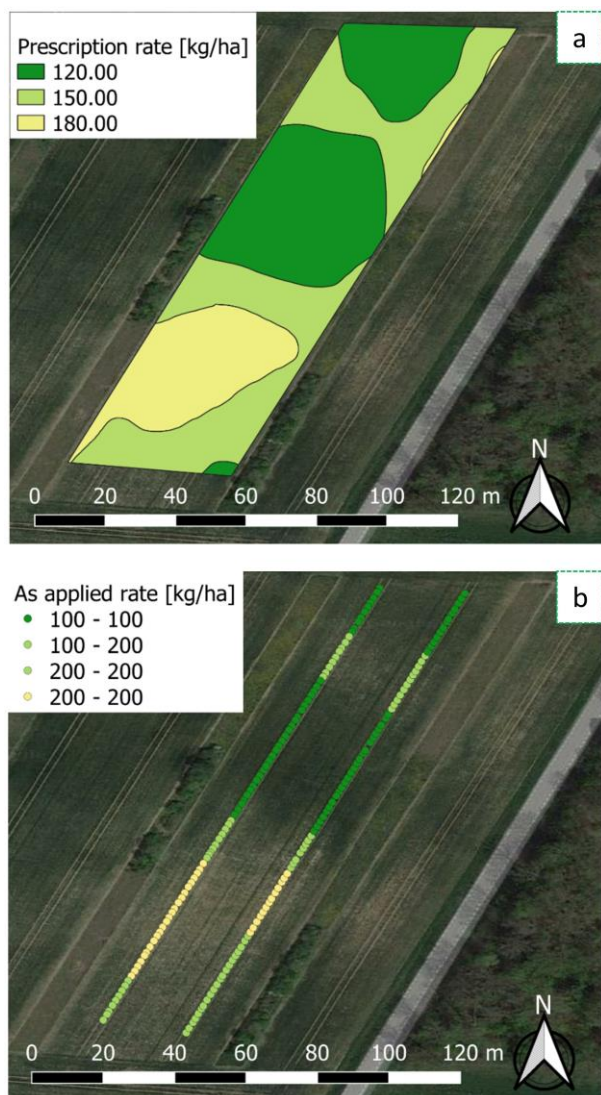 a
Prescription rate [kg/ha]
120.00
150.00
180.00
N
0 20 40 60 80 100 120 m
b
As applied rate [kg/ha]
100 - 100
100 - 200
200 - 200
200 - 200
N
0 20 40 60 80 100 120 m